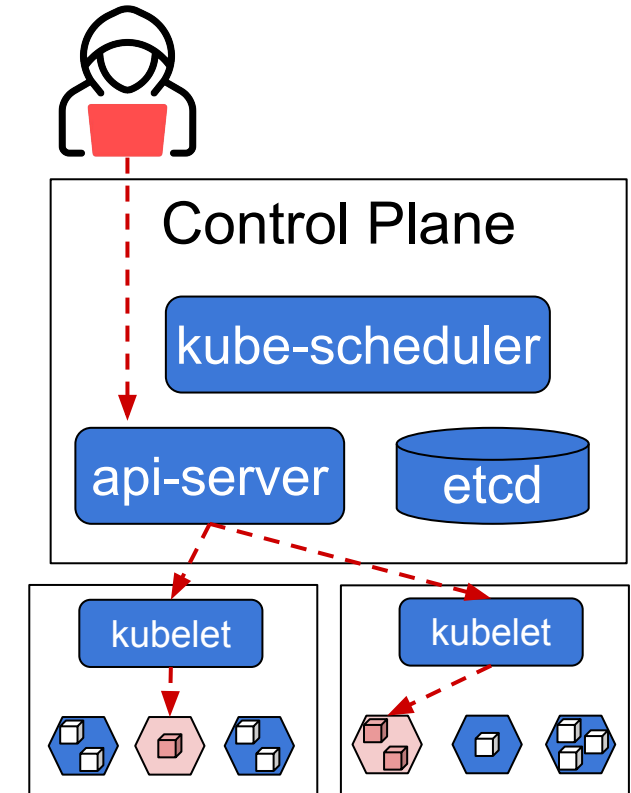 Control Plane
kube-scheduler
api-server
etcd
kubelet
kubelet